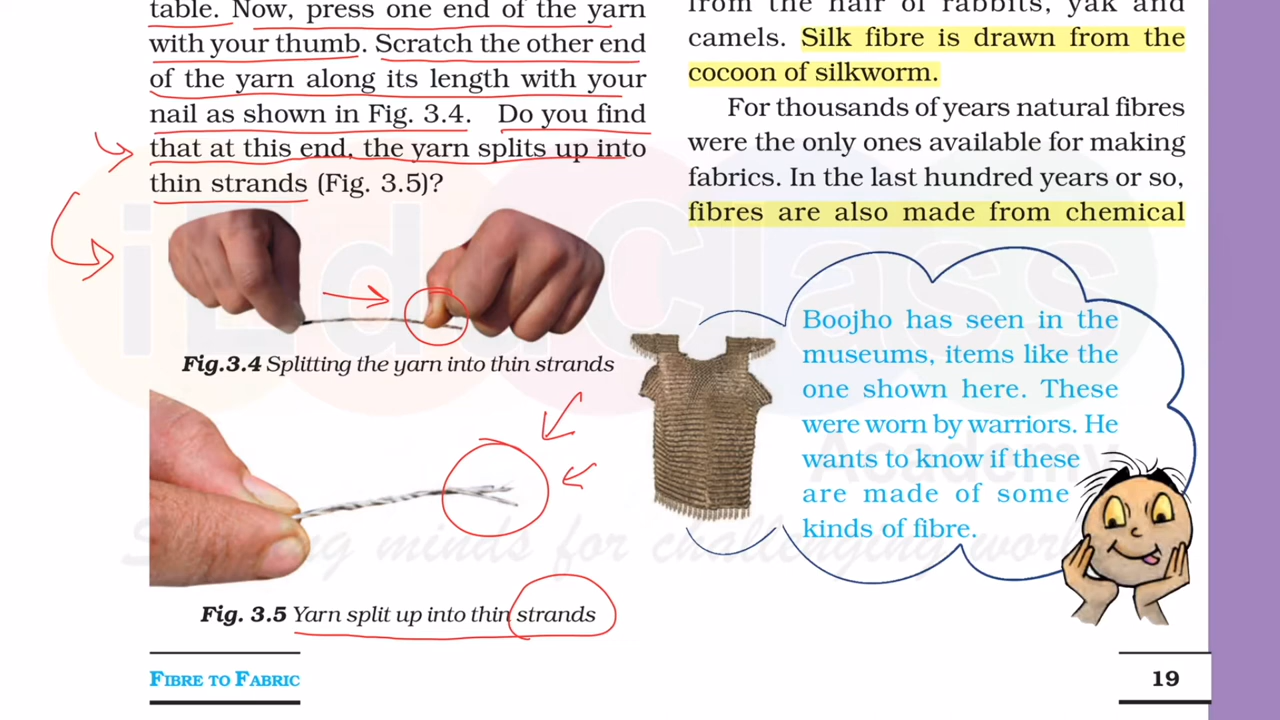 table. Now, press one end of the yarn
with your thumb. Scratch the other end
of the yarn along its length with your
nail as shown in Fig. 3.4. Do you find
that at this end, the yarn splits up into
thin strands (Fig. 3.5)?
Fig.3.4 Splitting the yarn into thin strands
Fig. 3.5 Yarn split up into thin strands
FIBRE TO FABRIC
from the hair of rabbits, yak and
camels. Silk fibre is drawn from the
cocoon of silkworm.
For thousands of years natural fibres
were the only ones available for making
fabrics. In the last hundred years or so,
fibres are also made from chemical
Boojho has seen in the
museums, items like the
one shown here. These
were worn by warriors. He
wants to know if these
are made of some
kinds of fibre.
19
iEduClass
Academy